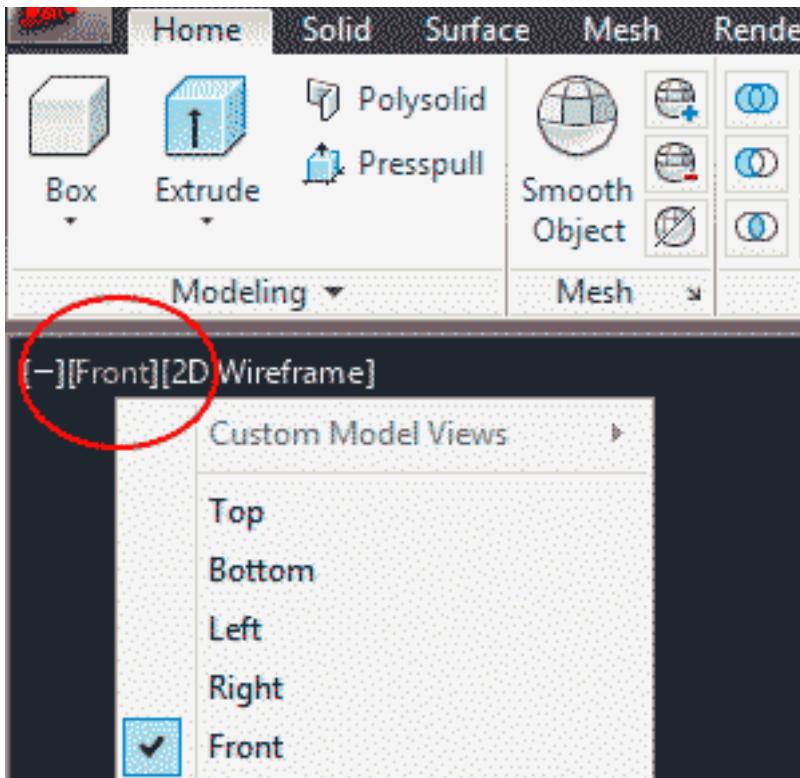 Home Solid Surface Mesh Rende
Polysolid
Presspull
Box Extrude Smooth Object
Modeling Mesh
[−][Front][2D Wireframe]
Custom Model Views
Top
Bottom
Left
Right
Front